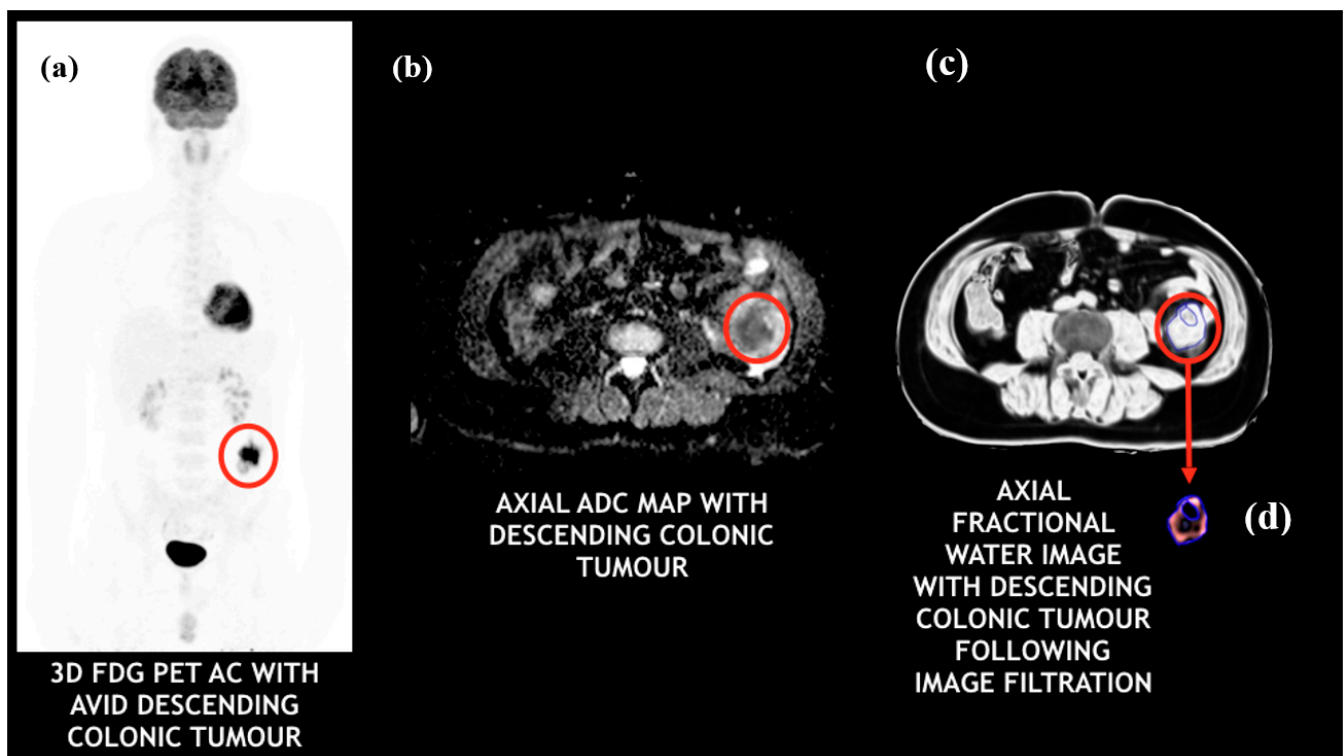 (a)
3D FDG PET AC WITH
AVID DESCENDING
COLONIC TUMOUR
(b)
AXIAL ADC MAP WITH
DESCENDING COLONIC
TUMOUR
(c)
AXIAL
FRACTIONAL
WATER IMAGE
WITH DESCENDING
COLONIC TUMOUR
FOLLOWING
IMAGE FILTRATION
(d)